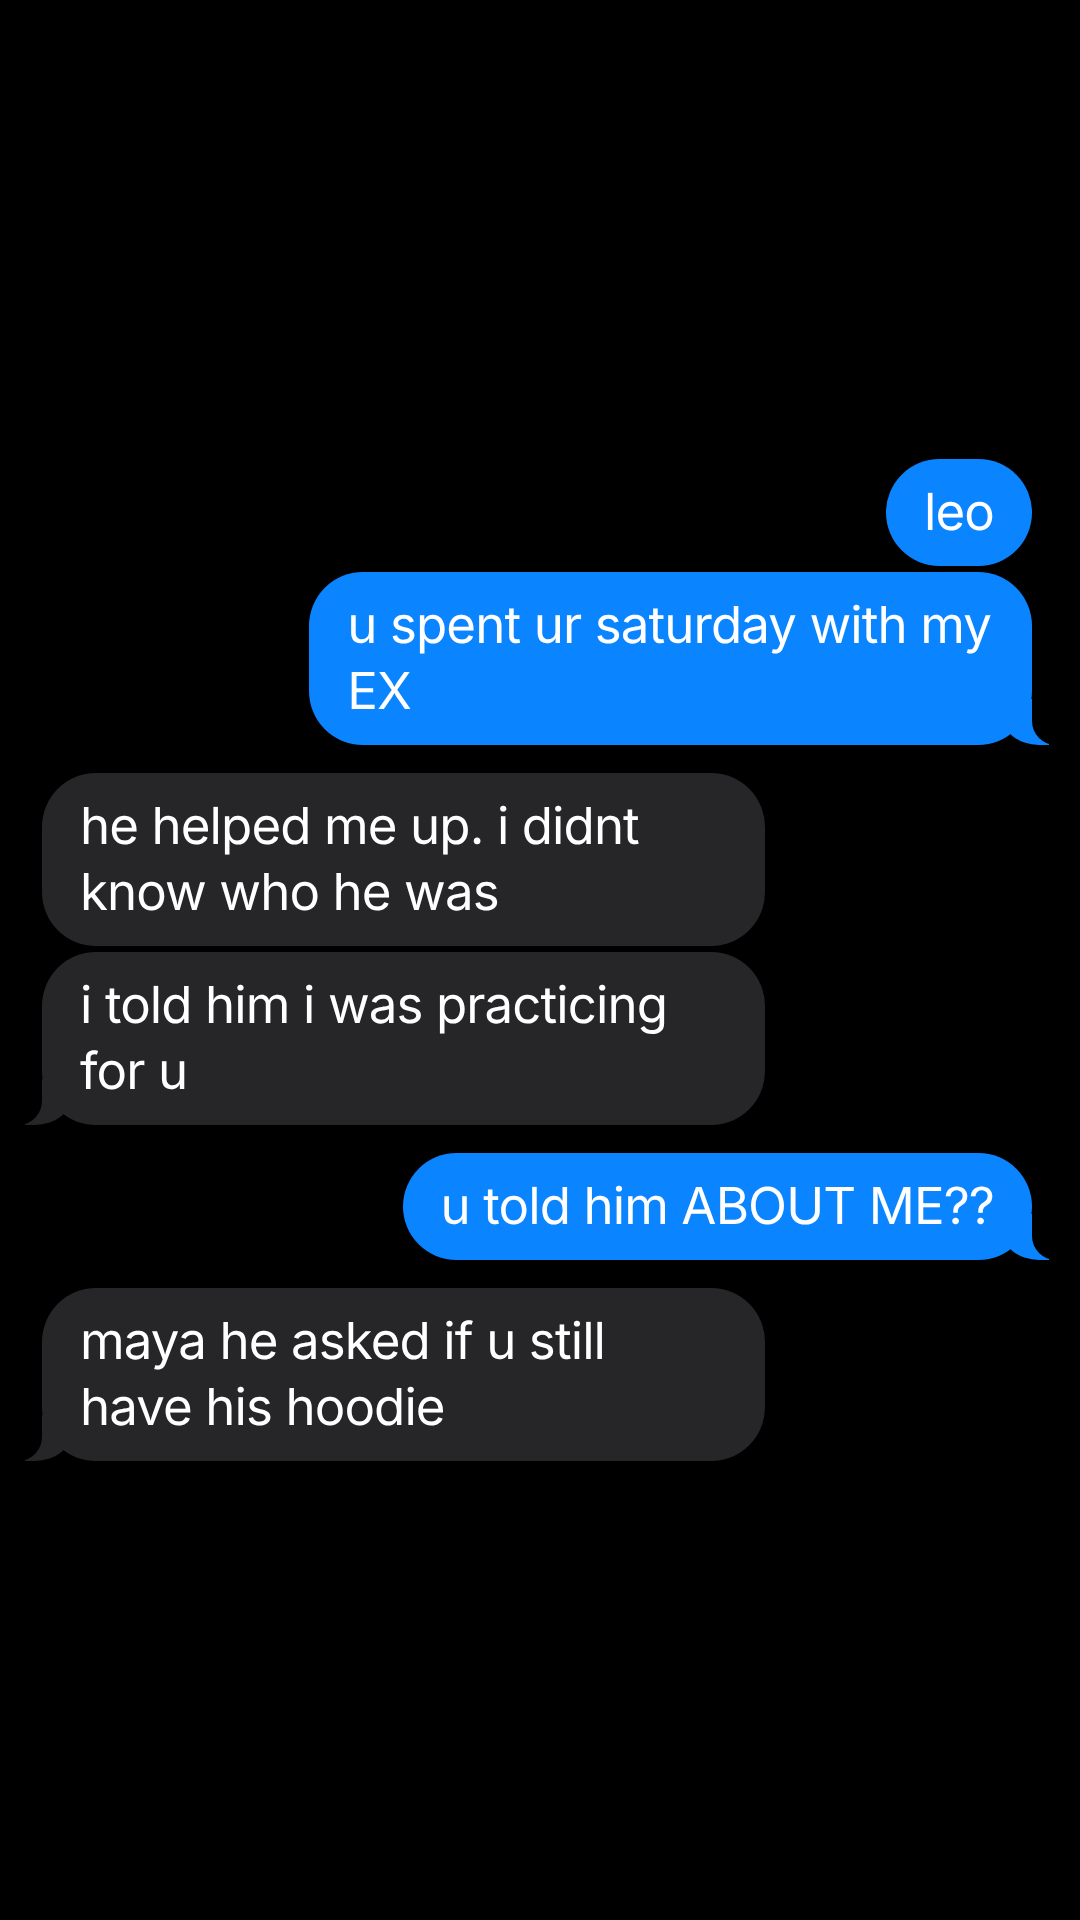 leo
u spent ur saturday with my
EX
he helped me up. i didnt
know who he was
i told him i was practicing
for u
u told him ABOUT ME??
maya he asked if u still
have his hoodie